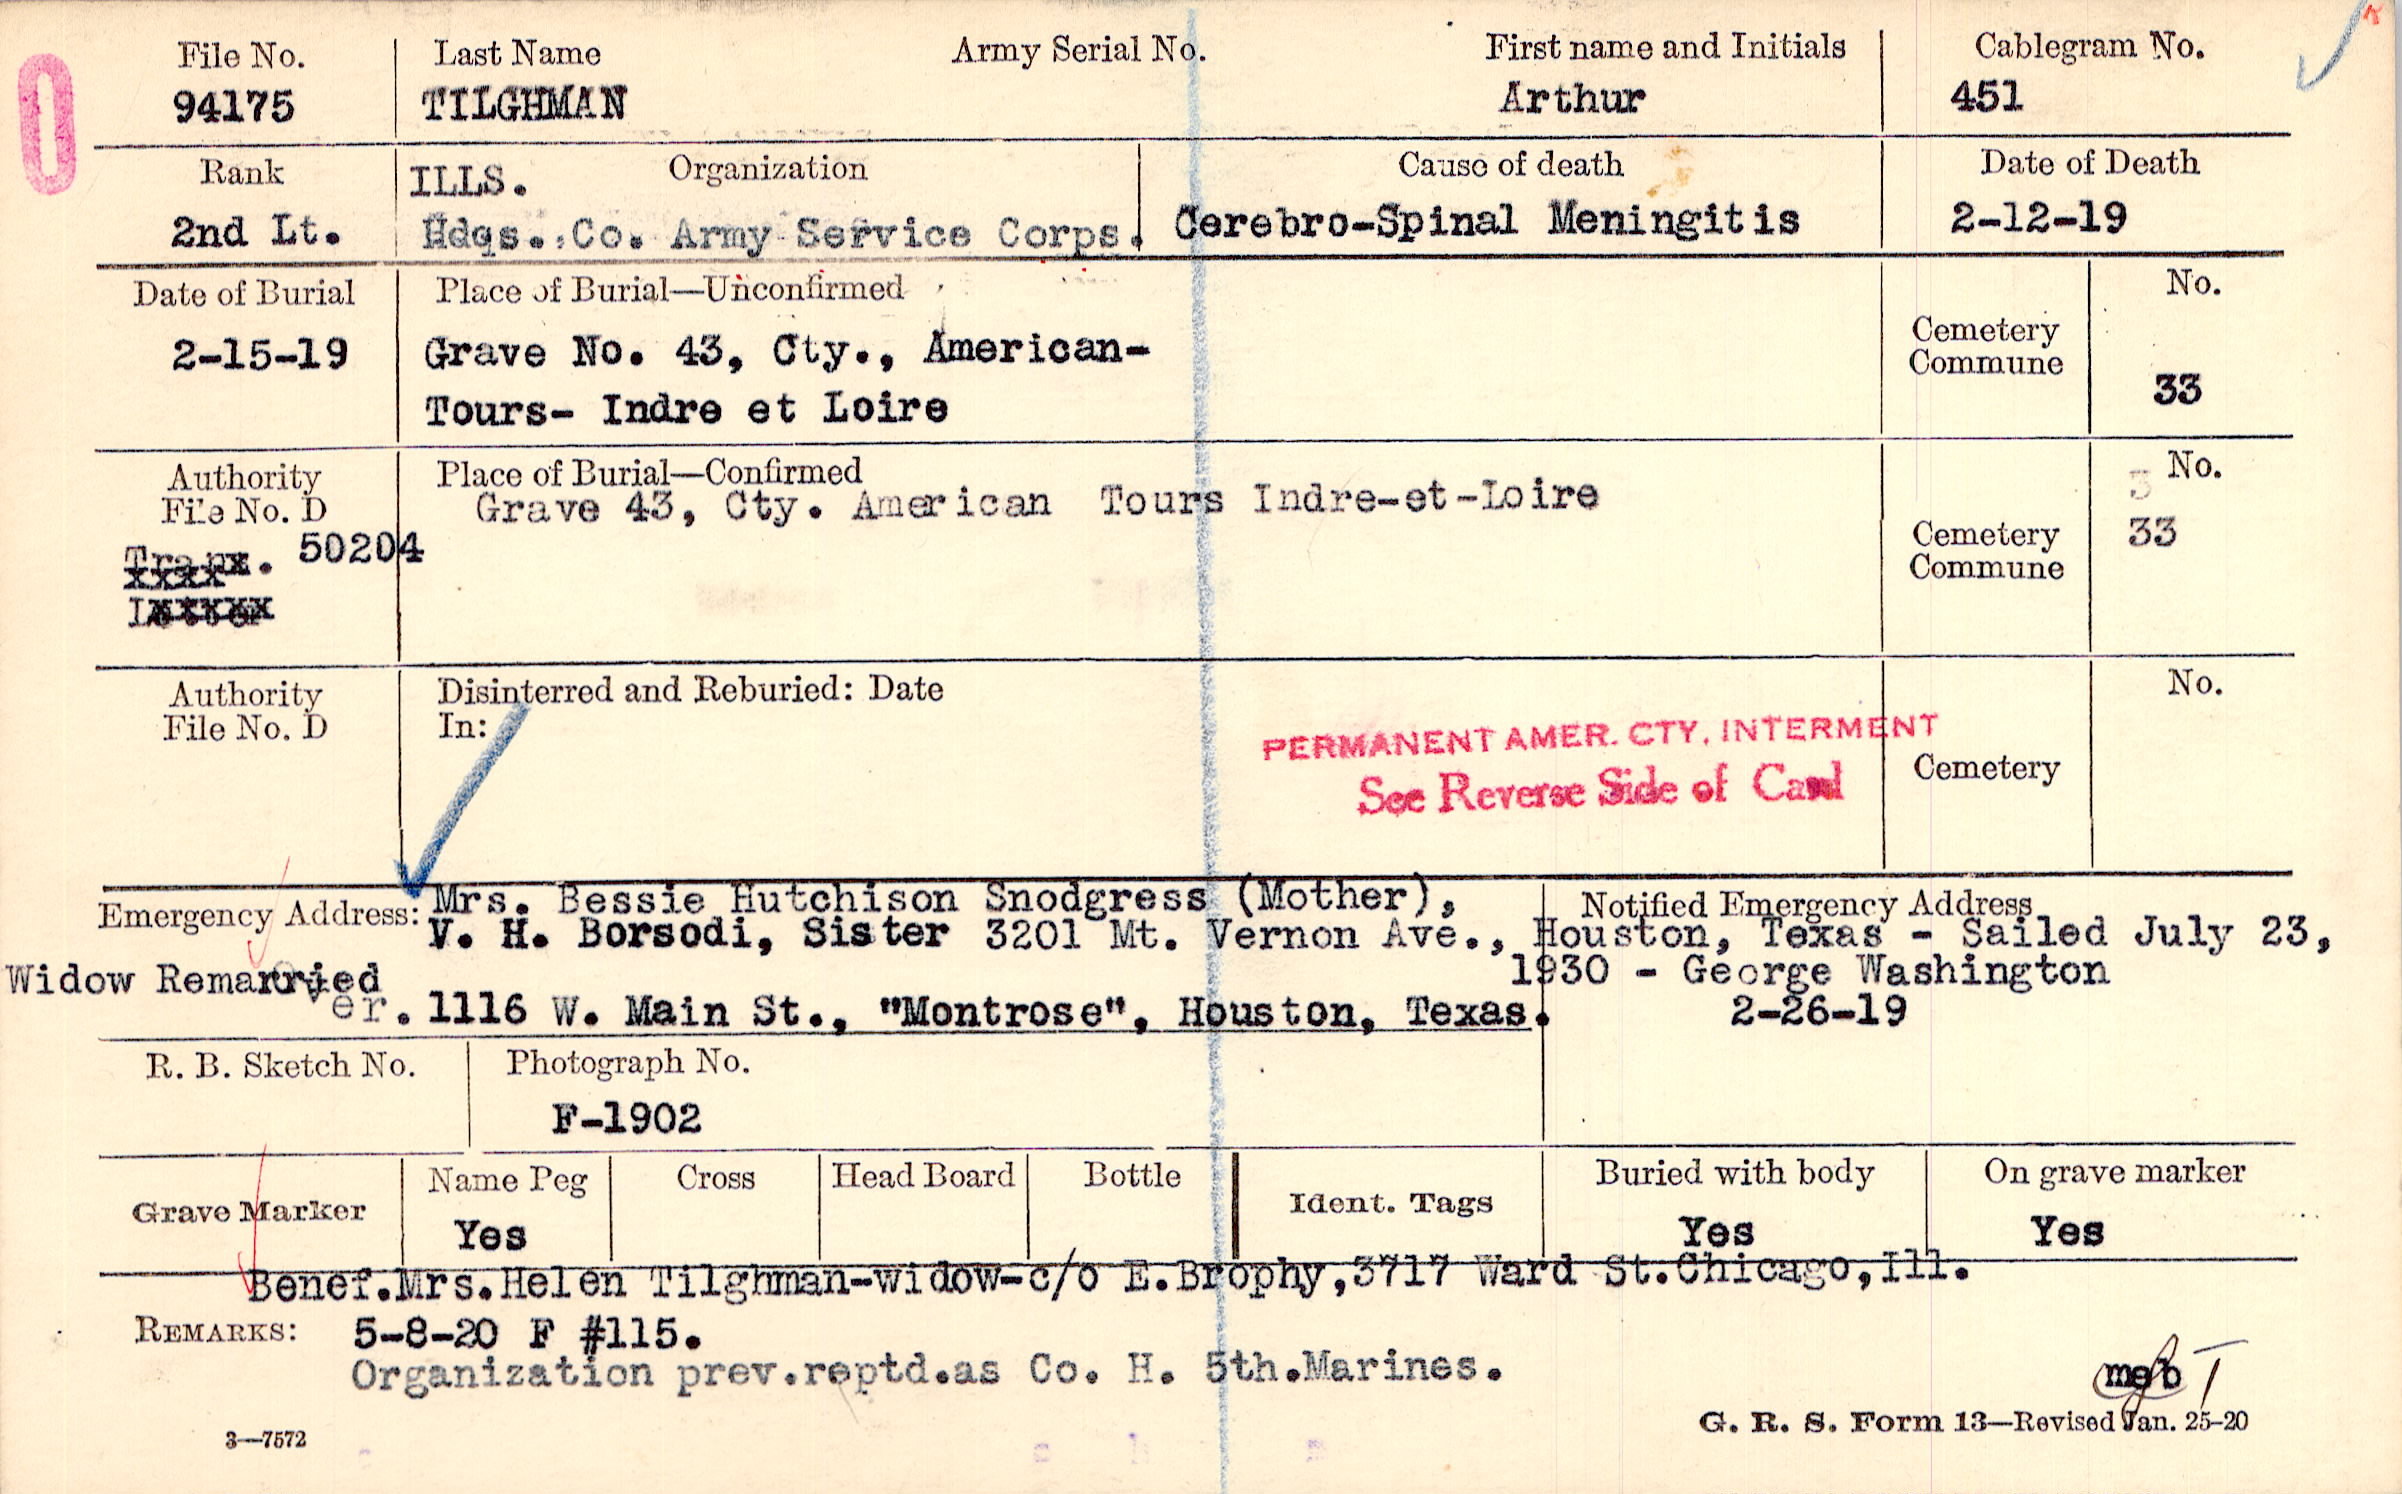 File No. Last Name Army Serial No. First name and Initials Cablegram No.
94175 TILGHMAN Arthur 451
Rank ILLS. Organization Cause of death Date of Death
2nd Lt. Hdqs. Co. Army Service Corps. Cerebro-Spinal Meningitis 2-12-19
Date of Burial Place of Burial—Unconfirmed No.
2-15-19 Grave No. 43, Cty., American- Cemetery
Commune
Tours- Indre et Loire 33
Authority Place of Burial—Confirmed No.
File No. D Grave 43, Cty. American Tours Indre-et-Loire 3
50204 Cemetery 33
Commune
Authority Disinterred and Reburied: Date No.
File No. D In:
PERMANENT AMER. CTY. INTERMENT
See Reverse Side of Card Cemetery
Mrs. Bessie Hutchison Snodgress (Mother),
Emergency Address: Notified Emergency Address
V. H. Borsodi, Sister 3201 Mt. Vernon Ave., Houston, Texas - Sailed July 23,
Widow Remarried 1930 - George Washington
er. 1116 W. Main St., "Montrose", Houston, Texas. 2-26-19
R. B. Sketch No. Photograph No.
F-1902
Grave Marker Name Peg Cross Head Board Bottle Ident. Tags Buried with body On grave marker
Yes Yes Yes
Benef.Mrs.Helen Tilghman-widow-c/o E.Brophy,3717 Ward St.Chicago,Ill.
REMARKS: 5-8-20 F #115.
Organization prev.reptd.as Co. H. 5th.Marines.
G. R. S. Form 13—Revised Jan. 25-20
3—7572